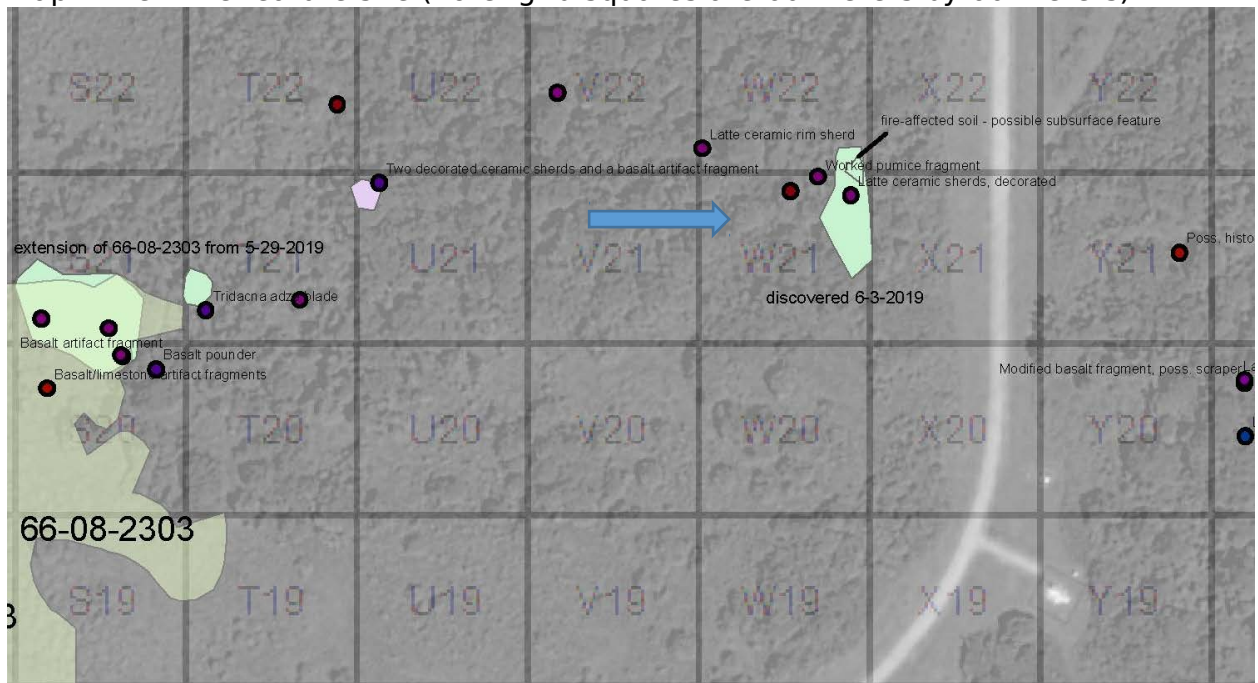 S22 T22 U22 V22 W22 X22 Y22
fire-affected soil - possible subsurface feature
Latte ceramic rim sherd
Two decorated ceramic sherds and a basalt artifact fragment
Worked pumice fragment
Latte ceramic sherds, decorated
extension of 66-08-2303 from 5-29-2019
Poss. histo
S21 T21 U21 V21 W21 X21 Y21
Tridacna adze blade
discovered 6-3-2019
Basalt artifact fragment
Basalt pounder
Basalt/limestone artifact fragments
Modified basalt fragment, poss. scraper
S20 T20 U20 V20 W20 X20 Y20
66-08-2303
S19 T19 U19 V19 W19 X19 Y19